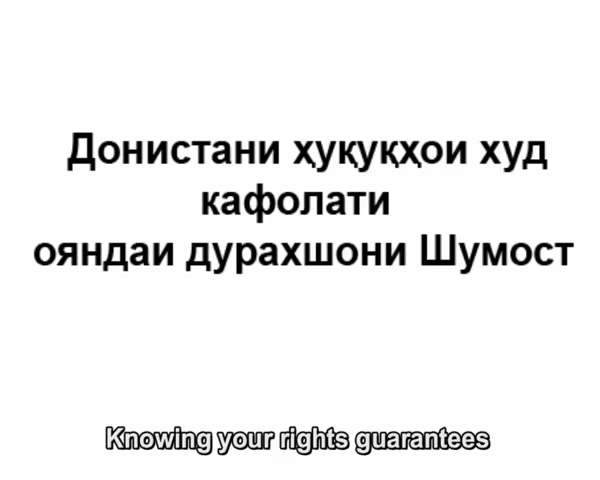 Донистани ҳуқуқҳои худ
кафолати
ояндаи дурахшони Шумост
Knowing your rights guarantees